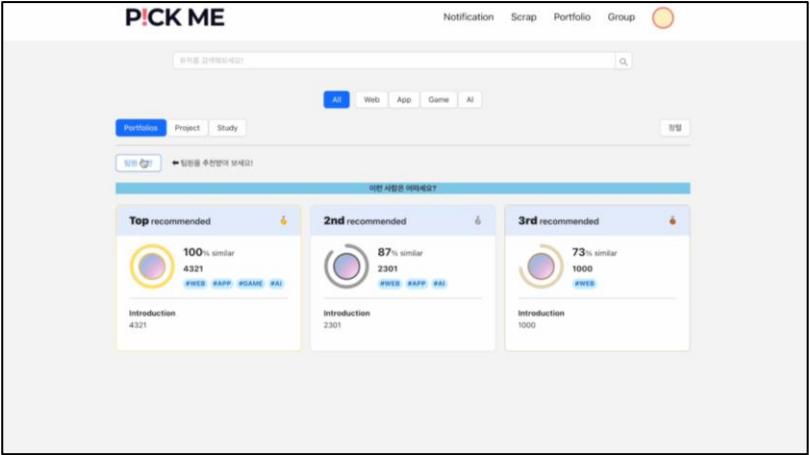 P!CK ME
Notification Scrap Portfolio Group
유저를 검색해보세요!
All Web App Game AI
Portfolios Project Study 정렬
팀원 ⬅ 팀원을 추천받아 보세요!
이런 사람은 어떠세요?
Top recommended
100% similar
4321
#WEB #APP #GAME #AI
Introduction
4321
2nd recommended
87% similar
2301
#WEB #APP #AI
Introduction
2301
3rd recommended
73% similar
1000
#WEB
Introduction
1000